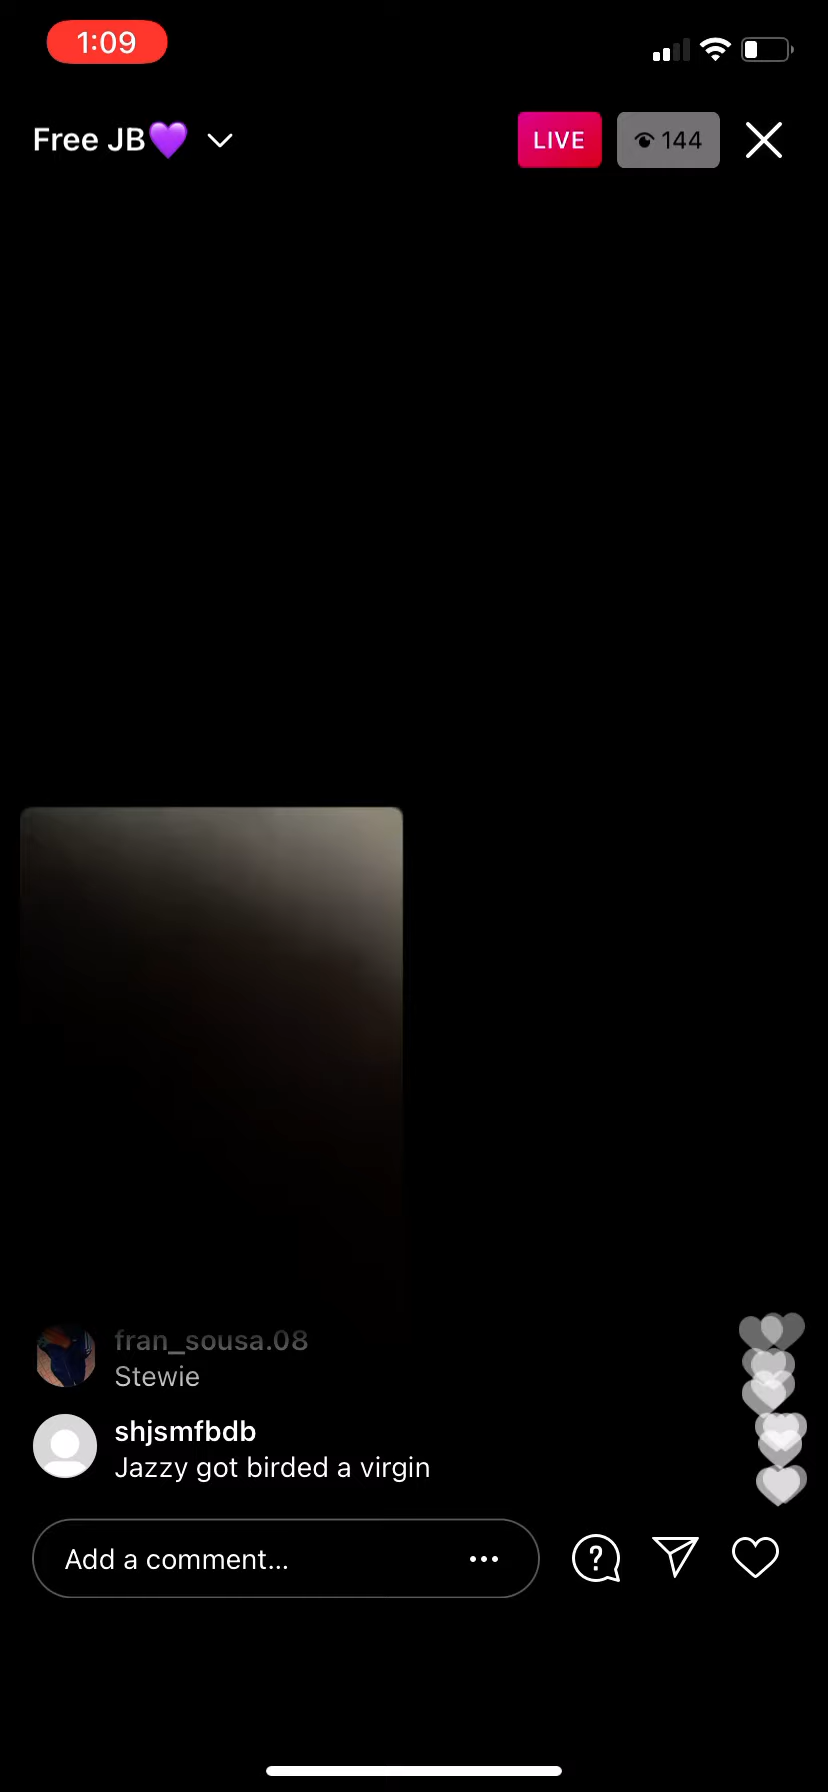 1:09
Free JB💜
LIVE
144
fran_sousa.08
Stewie
shjsmfbdb
Jazzy got birded a virgin
Add a comment...